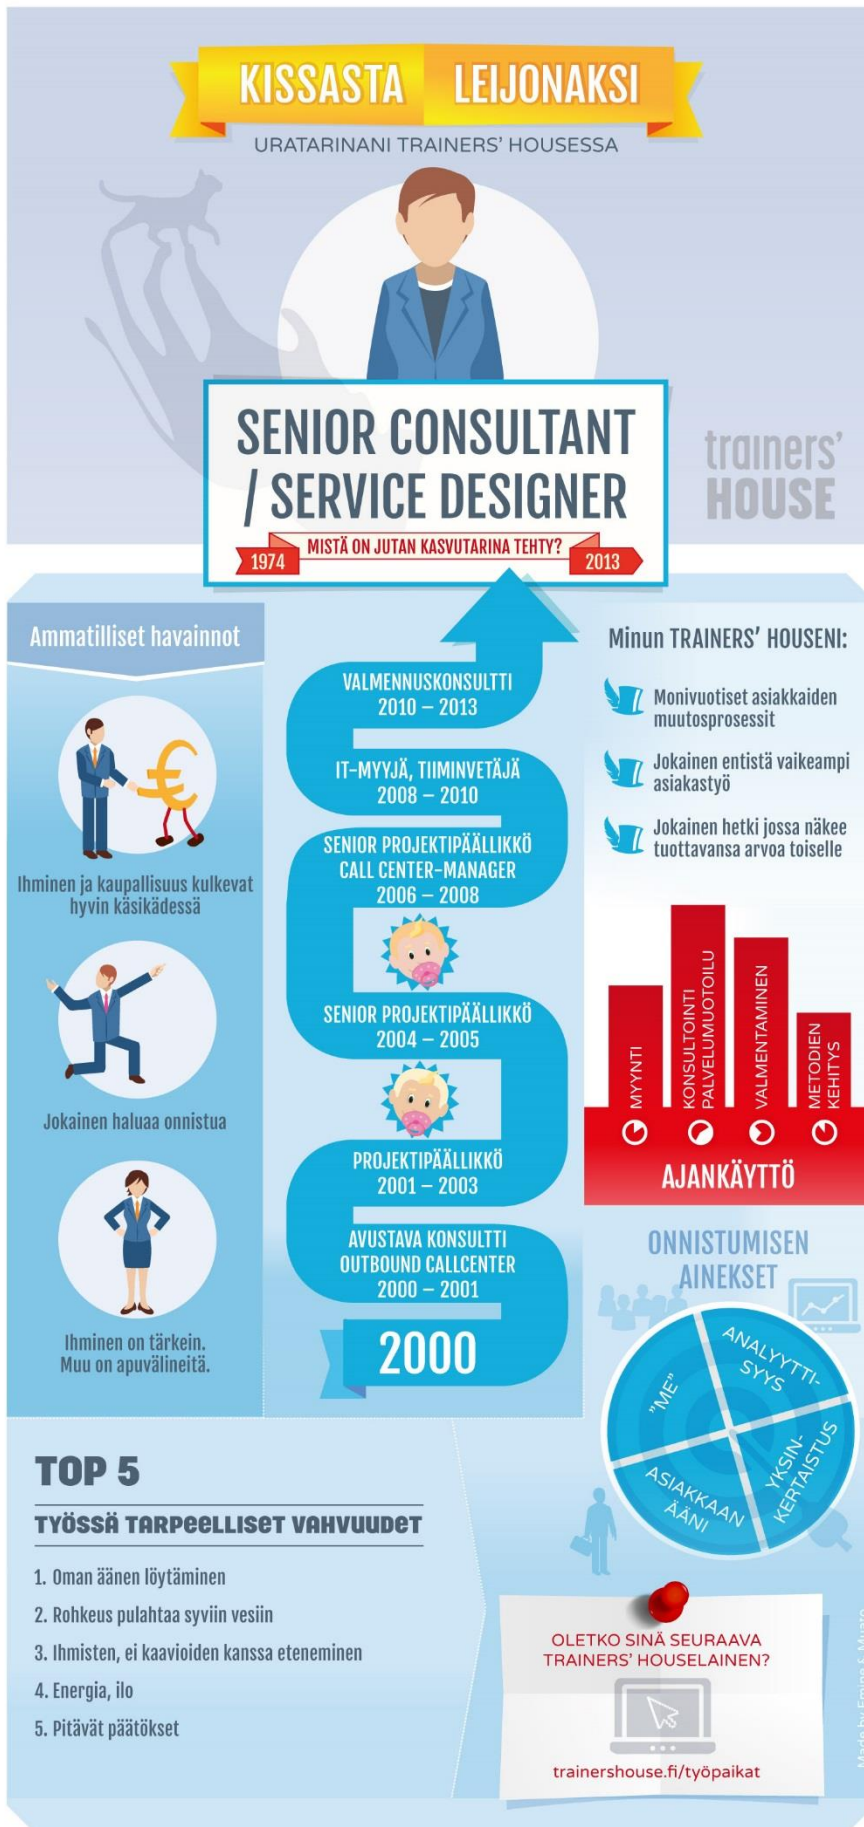 KISSASTA LEIJONAKSI
URATARINANI TRAINERS' HOUSESSA
SENIOR CONSULTANT
/ SERVICE DESIGNER
MISTÄ ON JUTAN KASVUTARINA TEHTY?
1974
2013
trainers'
HOUSE
Ammatilliset havainnot
Ihminen ja kaupallisuus kulkevat
hyvin käsikädessä
Jokainen haluaa onnistua
Ihminen on tärkein.
Muu on apuvälineitä.
VALMENNUSKONSULTTI
2010 – 2013
IT-MYYJÄ, TIIMINVETÄJÄ
2008 – 2010
SENIOR PROJEKTIPÄÄLLIKKÖ
CALL CENTER-MANAGER
2006 – 2008
SENIOR PROJEKTIPÄÄLLIKKÖ
2004 – 2005
PROJEKTIPÄÄLLIKKÖ
2001 – 2003
AVUSTAVA KONSULTTI
OUTBOUND CALLCENTER
2000 – 2001
2000
Minun TRAINERS' HOUSENI:
Monivuotiset asiakkaiden
muutosprosessit
Jokainen entistä vaikeampi
asiakastyö
Jokainen hetki jossa näkee
tuottavansa arvoa toiselle
MYYNTI
KONSULTOINTI
PALVELUMUOTOILU
VALMENTAMINEN
METODIEN
KEHITYS
AJANKÄYTTÖ
ONNISTUMISEN
AINEKSET
"ME"
ANALYYTTI-
SYYS
ASIAKKAAN
ÄÄNI
YKSIN-
KERTAISTUS
TOP 5
TYÖSSÄ TARPEELLISET VAHVUUDET
1. Oman äänen löytäminen
2. Rohkeus pulahtaa syviin vesiin
3. Ihmisten, ei kaavioiden kanssa eteneminen
4. Energia, ilo
5. Pitävät päätökset
OLETKO SINÄ SEURAAVA
TRAINERS' HOUSELAINEN?
trainershouse.fi/työpaikat
Made by